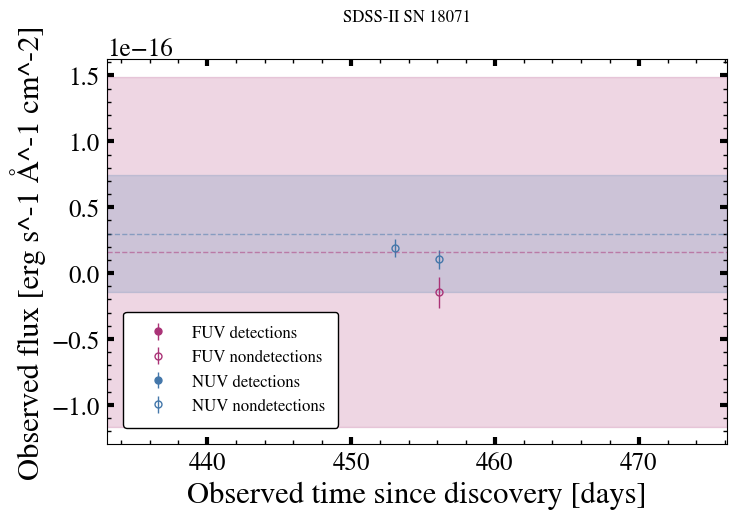 SDSS-II SN 18071
1e−16
Observed flux [erg s^-1 Å^-1 cm^-2]
1.5
1.0
0.5
0.0
−0.5
−1.0
FUV detections
FUV nondetections
NUV detections
NUV nondetections
440 450 460 470
Observed time since discovery [days]